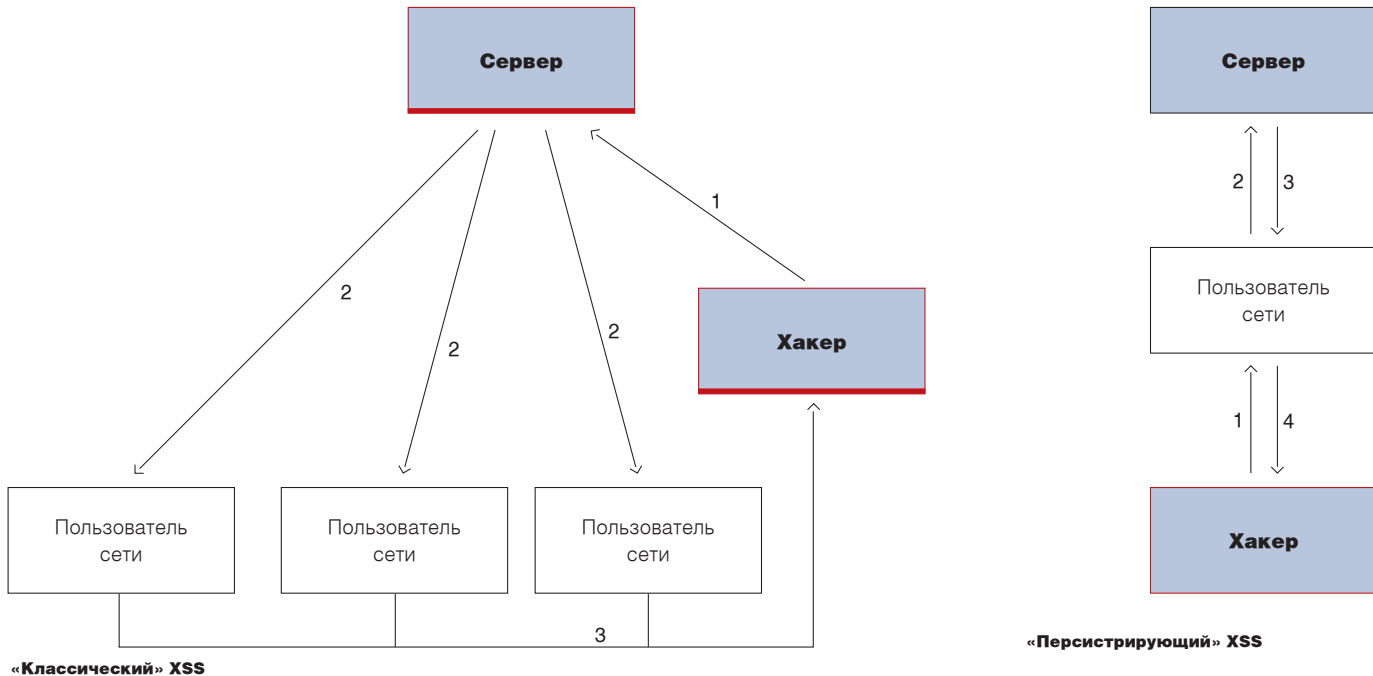 Сервер
1
2
2
2
Хакер
Пользователь
сети
Пользователь
сети
Пользователь
сети
3
«Классический» XSS
Сервер
2
3
Пользователь
сети
1
4
Хакер
«Персистрирующий» XSS